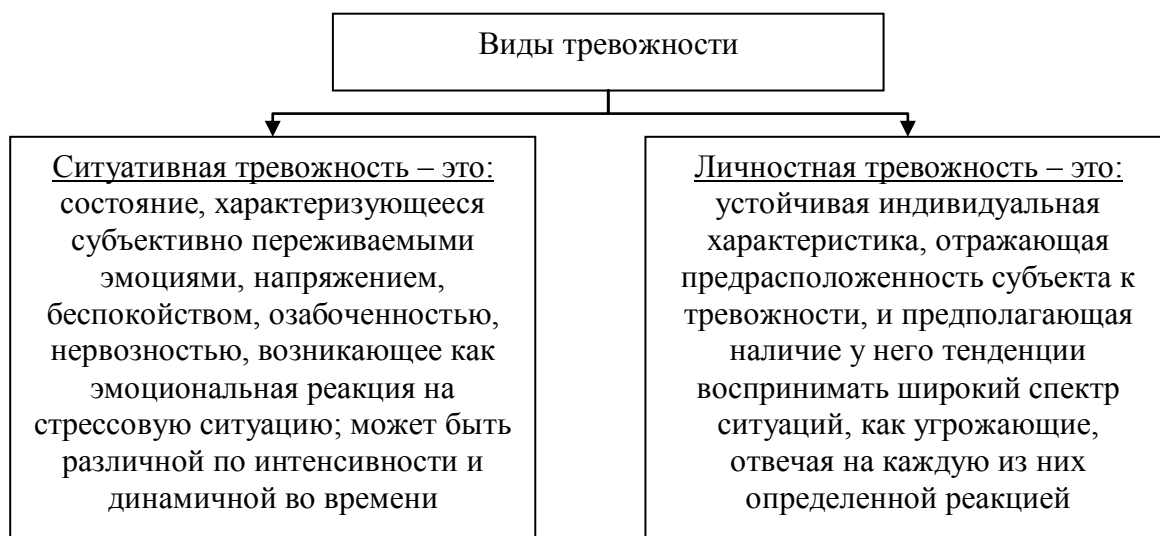 Виды тревожности
Ситуативная тревожность – это:
состояние, характеризующееся
субъективно переживаемыми
эмоциями, напряжением,
беспокойством, озабоченностью,
нервозностью, возникающее как
эмоциональная реакция на
стрессовую ситуацию; может быть
различной по интенсивности и
динамичной во времени
Личностная тревожность – это:
устойчивая индивидуальная
характеристика, отражающая
предрасположенность субъекта к
тревожности, и предполагающая
наличие у него тенденции
воспринимать широкий спектр
ситуаций, как угрожающие,
отвечая на каждую из них
определенной реакцией